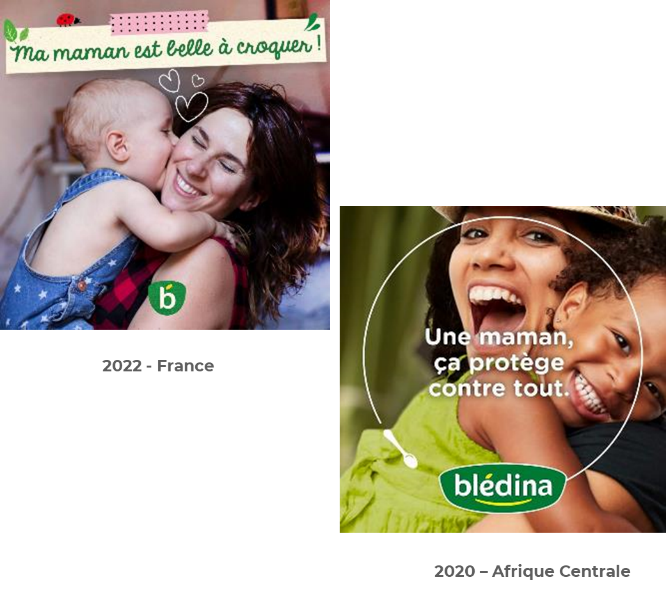 Ma maman est belle à croquer !
b
2022 - France
Une maman,
ça protège
contre tout.
blédina
2020 – Afrique Centrale